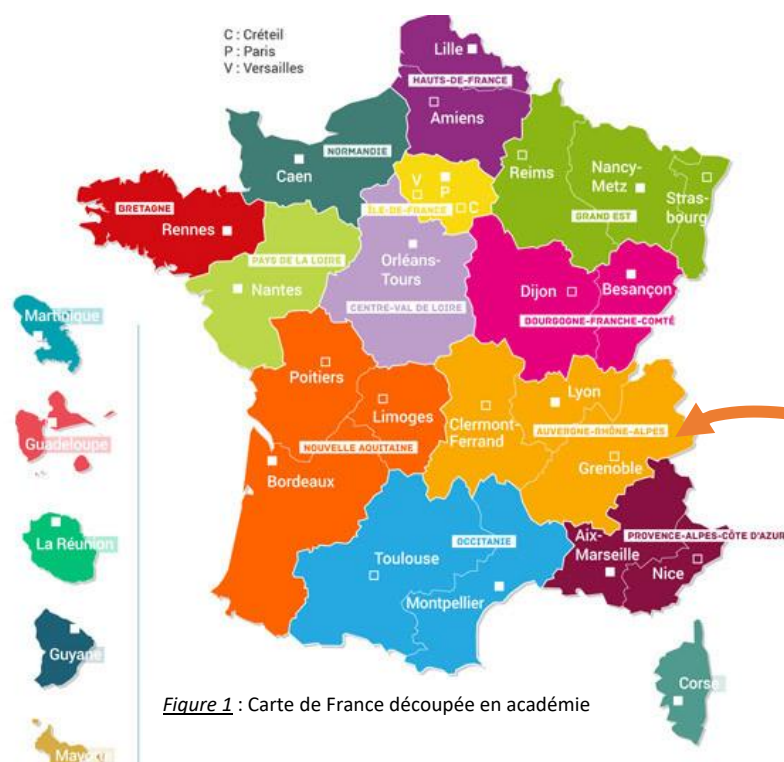 C : Créteil
P : Paris
V : Versailles
Lille
HAUTS-DE-FRANCE
Amiens
NORMANDIE
Caen
Reims
Nancy-
Metz
Stras-
bourg
GRAND EST
V
P
C
ÎLE-DE-FRANCE
BRETAGNE
Rennes
PAYS DE LA LOIRE
Nantes
Orléans-
Tours
CENTRE-VAL DE LOIRE
Dijon
Besançon
BOURGOGNE-FRANCHE-COMTÉ
Martinique
Poitiers
Limoges
NOUVELLE AQUITAINE
Bordeaux
Clermont-
Ferrand
Lyon
AUVERGNE-RHÔNE-ALPES
Grenoble
Guadeloupe
La Réunion
Toulouse
OCCITANIE
Montpellier
Aix-
Marseille
PROVENCE-ALPES-CÔTE D'AZUR
Nice
Guyane
Corse
Figure 1 : Carte de France découpée en académie